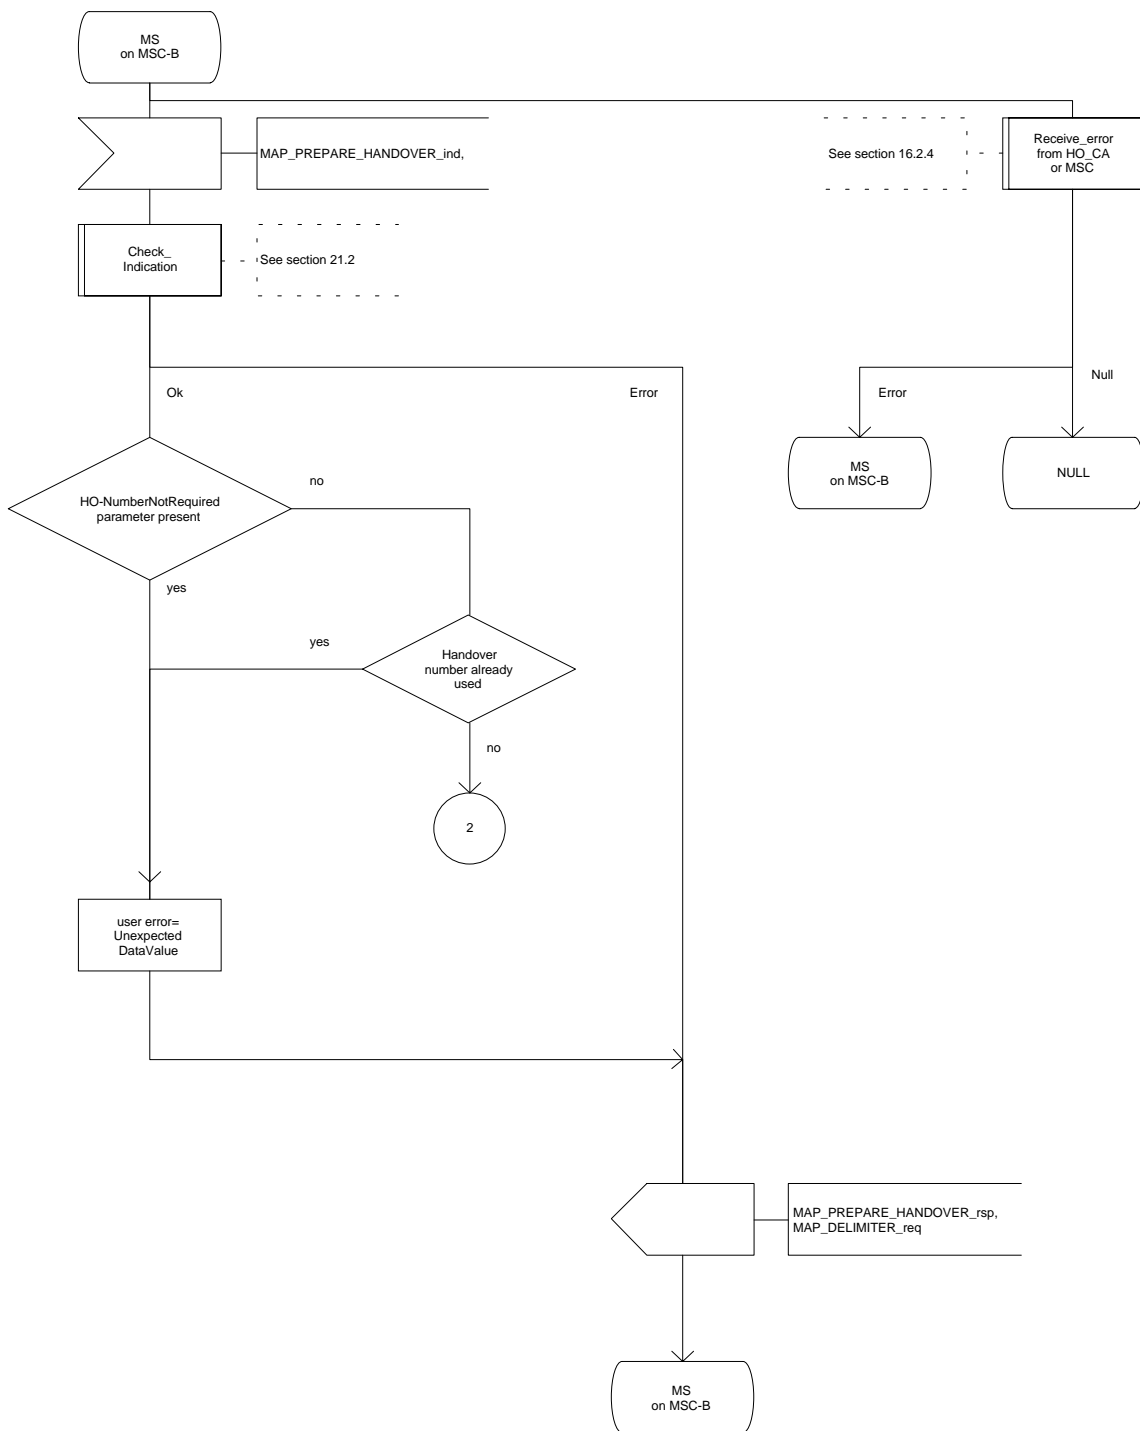 MS
on MSC-B
MAP_PREPARE_HANDOVER_ind,
See section 16.2.4
Receive_error
from HO_CA
or MSC
Check_
Indication
See section 21.2
Ok
Error
Error
Null
MS
on MSC-B
NULL
HO-NumberNotRequired
parameter present
no
yes
yes
Handover
number already
used
no
2
user error=
Unexpected
DataValue
MAP_PREPARE_HANDOVER_rsp,
MAP_DELIMITER_req
MS
on MSC-B